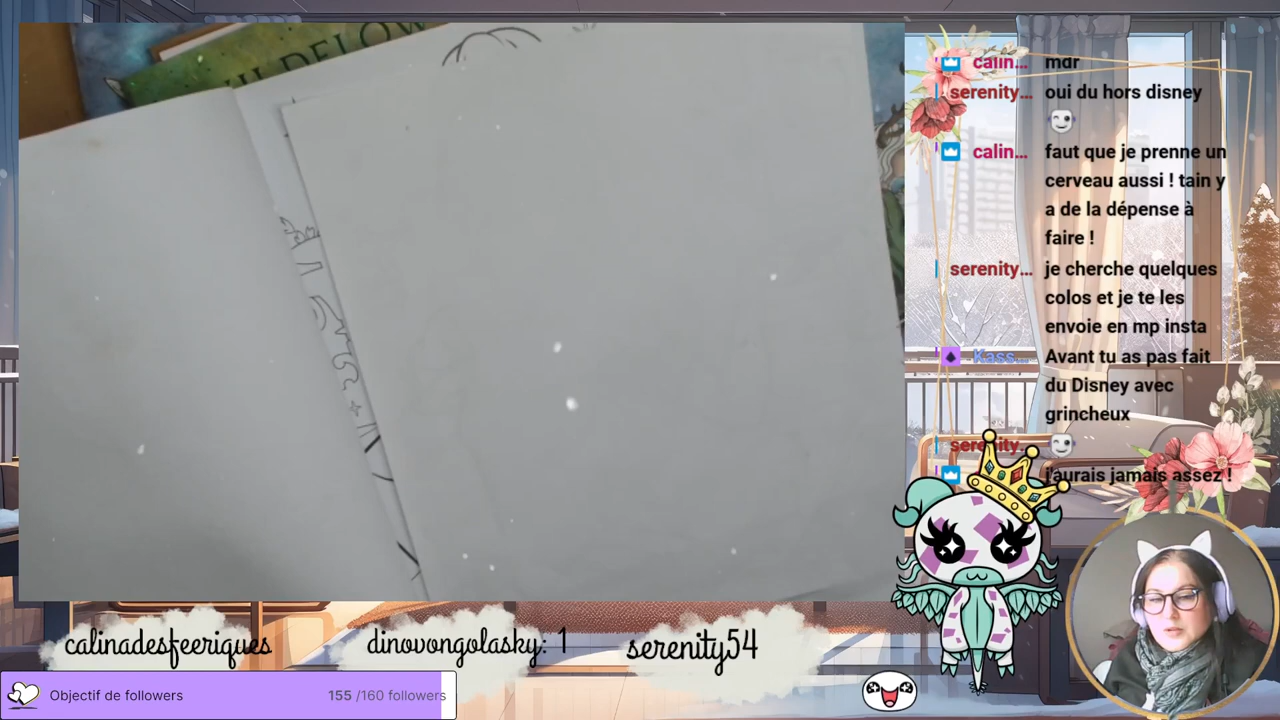 calin... mdr
serenity... oui du hors disney
calin... faut que je prenne un
cerveau aussi ! tain y
a de la dépense à
faire !
serenity... je cherche quelques
colos et je te les
envoie en mp insta
Kass... Avant tu as pas fait
du Disney avec
grincheux
serenity...
j'aurais jamais assez !
calinadesfeeriques
dinovongolasky: 1
serenity54
Objectif de followers
155 /160 followers